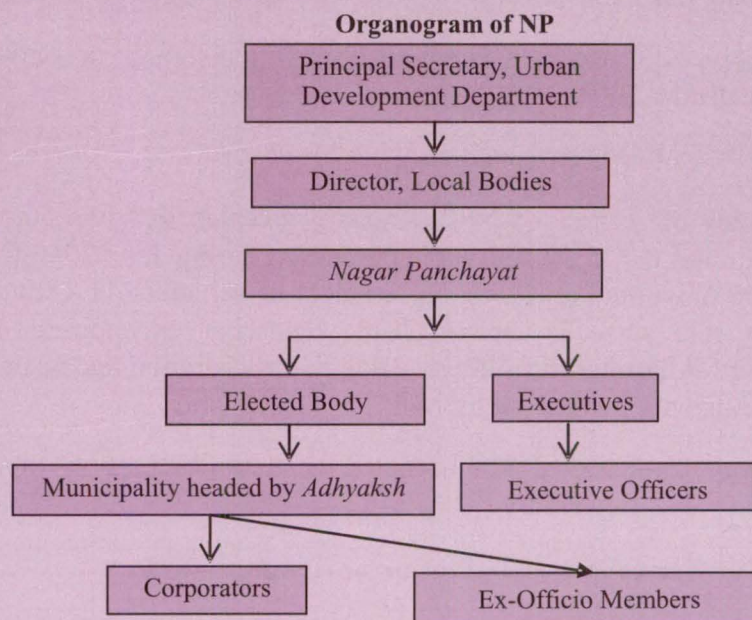 Organogram of NP
Principal Secretary, Urban
Development Department
Director, Local Bodies
Nagar Panchayat
Elected Body
Executives
Municipality headed by Adhyaksh
Executive Officers
Corporators
Ex-Officio Members